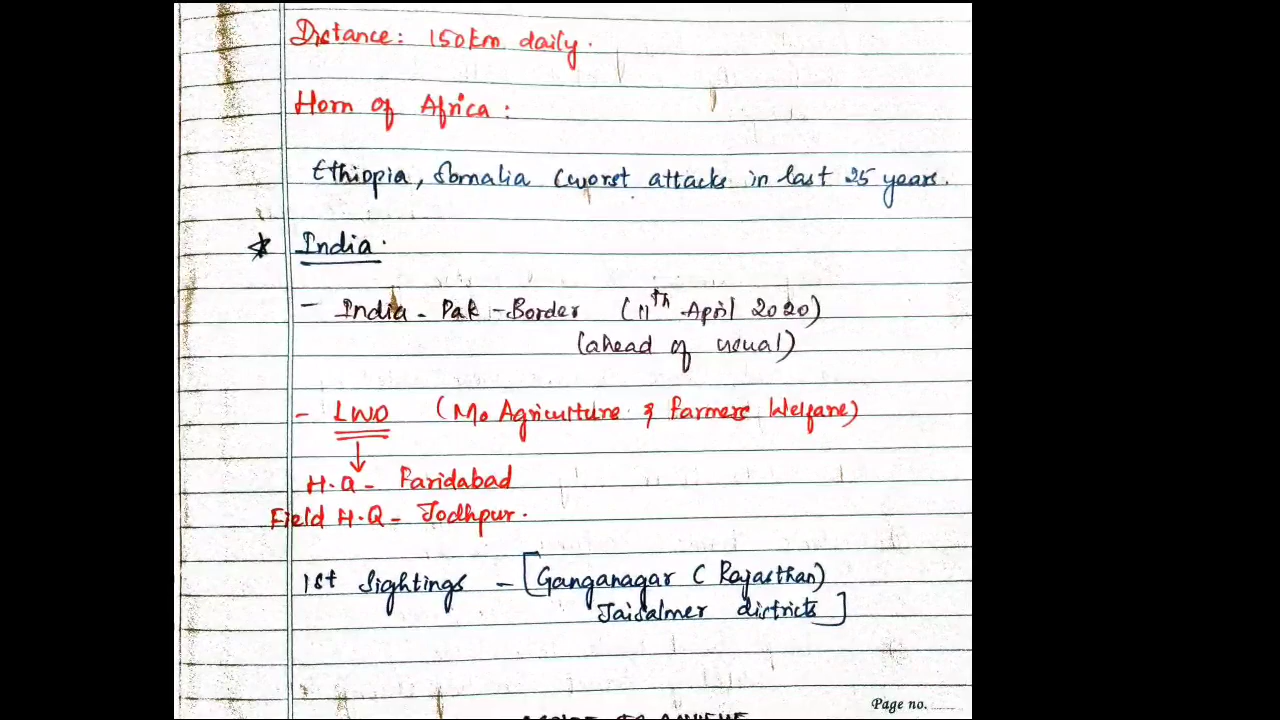 Distance: 150km daily.
Horn of Africa:
Ethiopia, Somalia (worst attacks in last 25 years.
* India.
- India - Pak - Border (11th April 2020)
(ahead of usual)
- LWO (Mo Agriculture & Farmers Welfare)
↓
H.Q - Faridabad
Field H.Q - Jodhpur.
1st Sightings - [Ganganagar (Rajasthan)
Jaisalmer districts]
Page no.